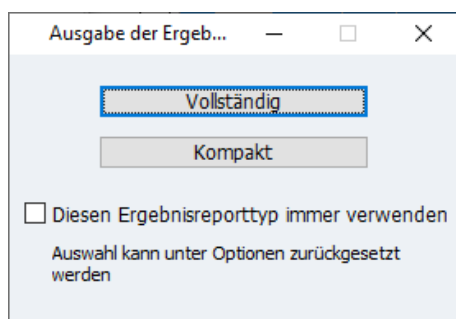 Ausgabe der Ergeb...
Vollständig
Kompakt
Diesen Ergebnisreporttyp immer verwenden
Auswahl kann unter Optionen zurückgesetzt
werden